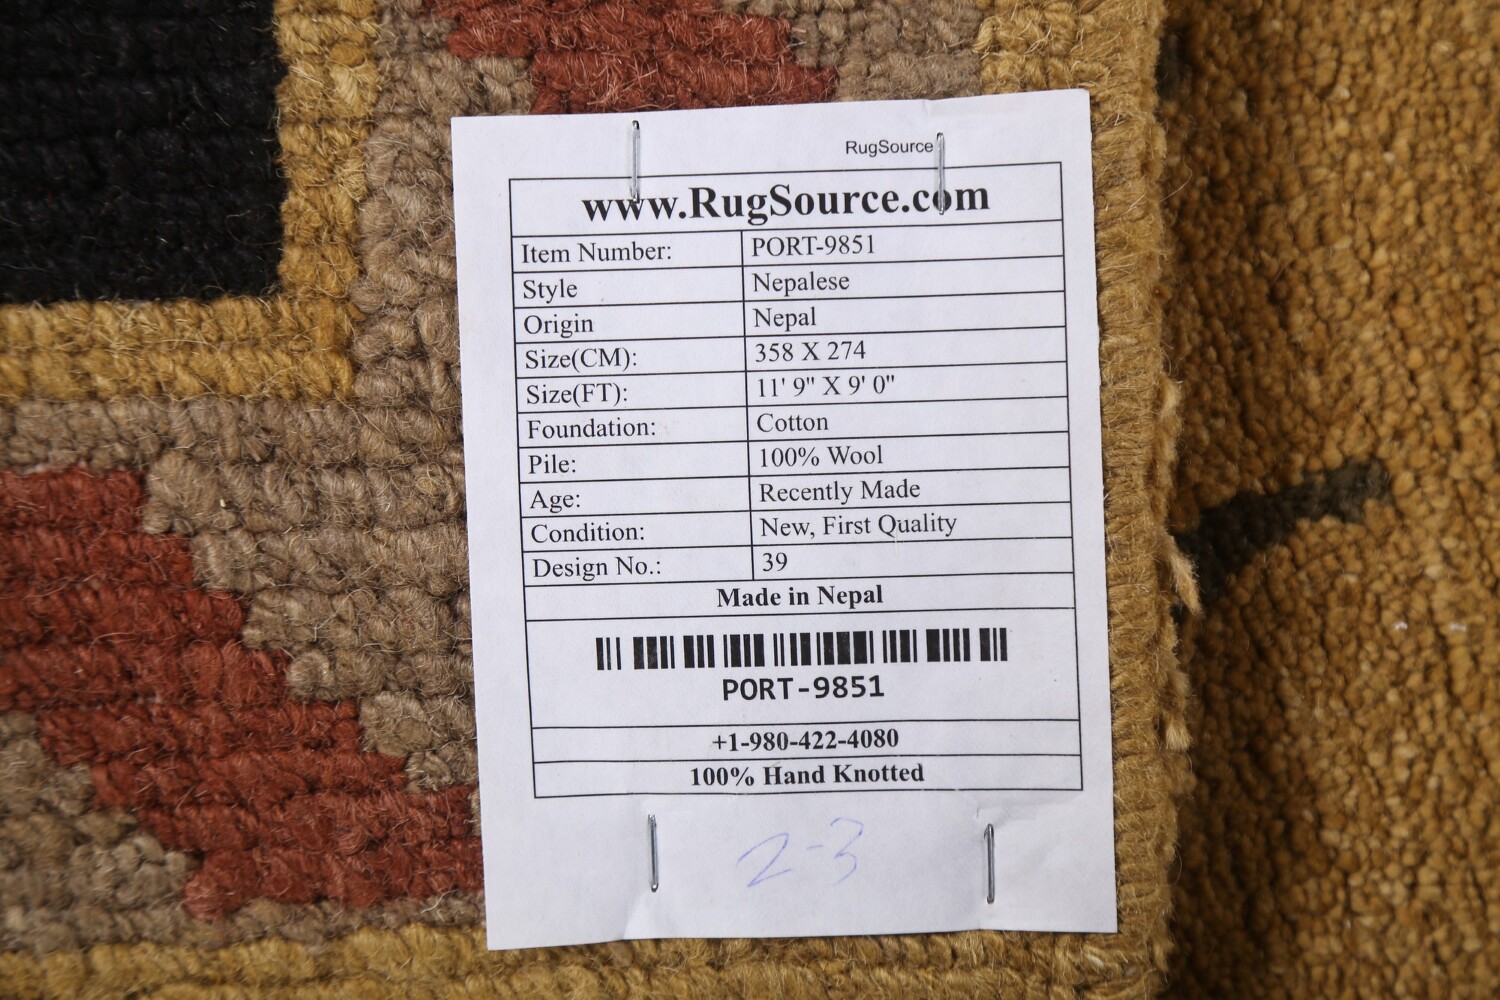 RugSource
www.RugSource.com
Item Number: PORT-9851
Style Nepalese
Origin Nepal
Size(CM): 358 X 274
Size(FT): 11' 9" X 9' 0"
Foundation: Cotton
Pile: 100% Wool
Age: Recently Made
Condition: New, First Quality
Design No.: 39
Made in Nepal
PORT-9851
+1-980-422-4080
100% Hand Knotted
2-3